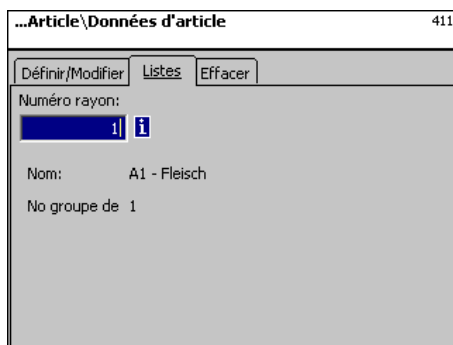 ...Article\Données d'article 411
Définir/Modifier Listes Effacer
Numéro rayon:
1 i
Nom: A1 - Fleisch
No groupe de 1